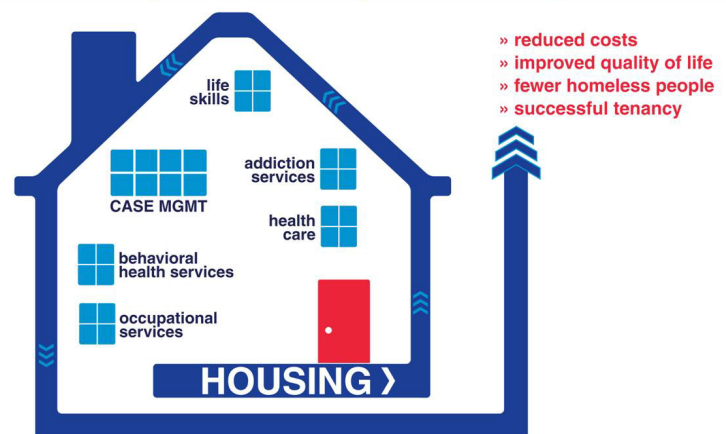 » reduced costs
» improved quality of life
» fewer homeless people
» successful tenancy
life
skills
addiction
services
CASE MGMT
health
care
behavioral
health services
occupational
services
HOUSING ❭